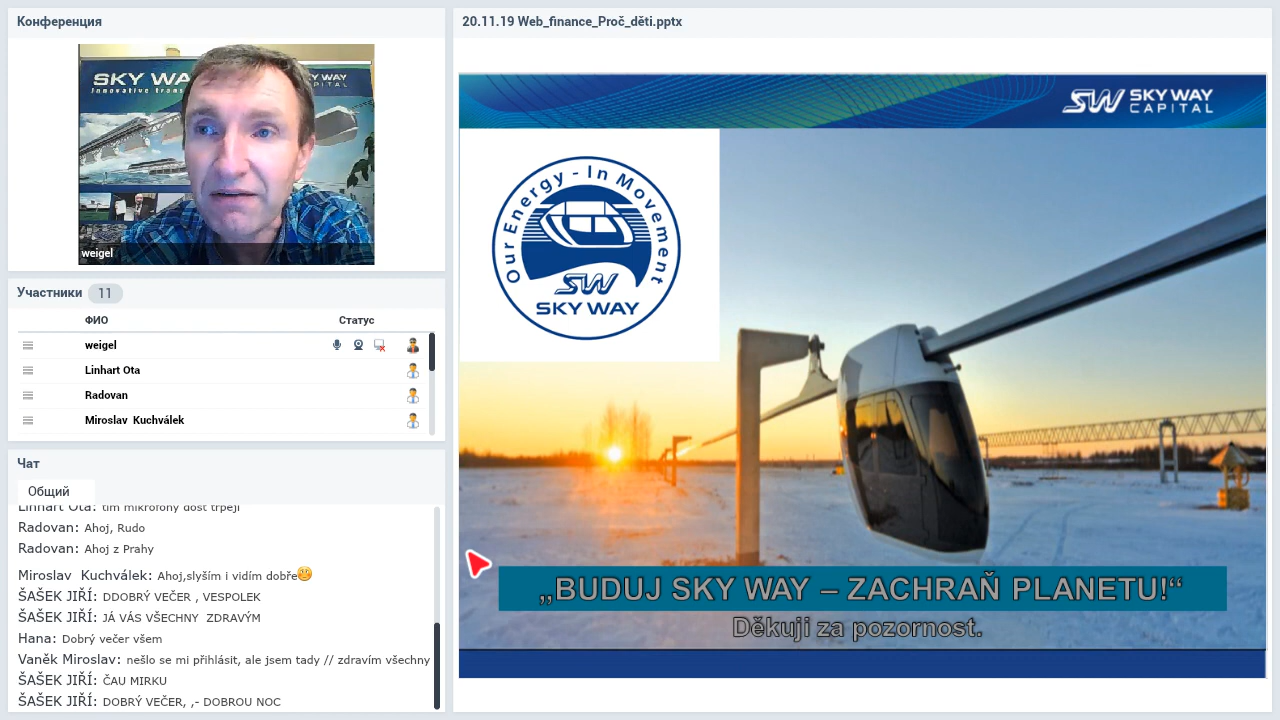 Конференция
SKY WA
WAY
CAPITAL
weigel
Участники 11
ФИО Статус
weigel
Linhart Ota
Radovan
Miroslav Kuchválek
Чат
Общий
Linhart Ota: tim mikrofony dost trpejí
Radovan: Ahoj, Rudo
Radovan: Ahoj z Prahy
Miroslav Kuchválek: Ahoj,slyším i vidím dobře
ŠAŠEK JIŘÍ: DDOBRÝ VEČER , VESPOLEK
ŠAŠEK JIŘÍ: JÁ VÁS VŠECHNY ZDRAVÝM
Hana: Dobrý večer všem
Vaněk Miroslav: nešlo se mi přihlásit, ale jsem tady // zdravím všechny
ŠAŠEK JIŘÍ: ČAU MIRKU
ŠAŠEK JIŘÍ: DOBRÝ VEČER, ,- DOBROU NOC
20.11.19 Web_finance_Proč_děti.pptx
SW SKY WAY
CAPITAL
Our Energy - In Movement
SW
SKY WAY
„BUDUJ SKY WAY – ZACHRAŇ PLANETU!“
Děkuji za pozornost.